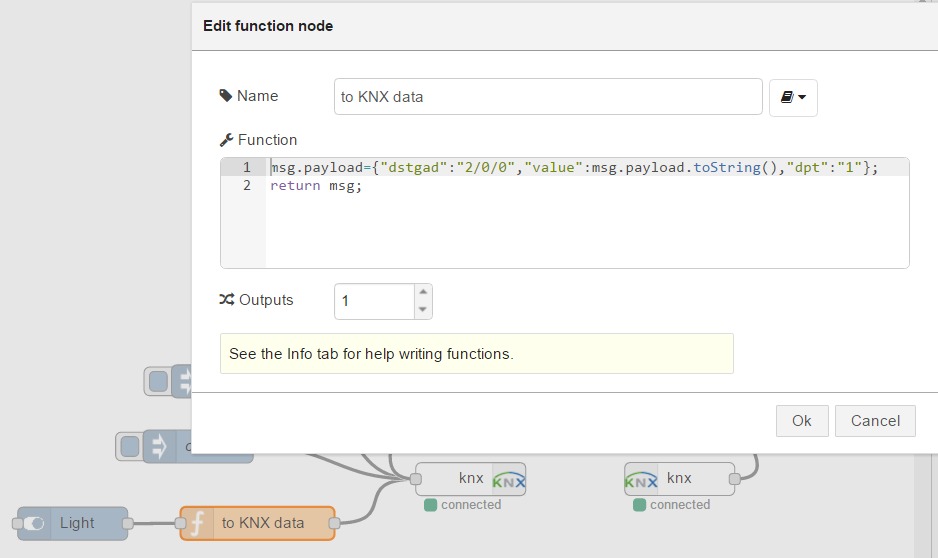 Edit function node
Name
to KNX data
Function
1 msg.payload={"dstgad":"2/0/0","value":msg.payload.toString(),"dpt":"1"};
2 return msg;
Outputs
1
See the Info tab for help writing functions.
Ok Cancel
knx KNX
KNX knx
connected
connected
Light
f to KNX data